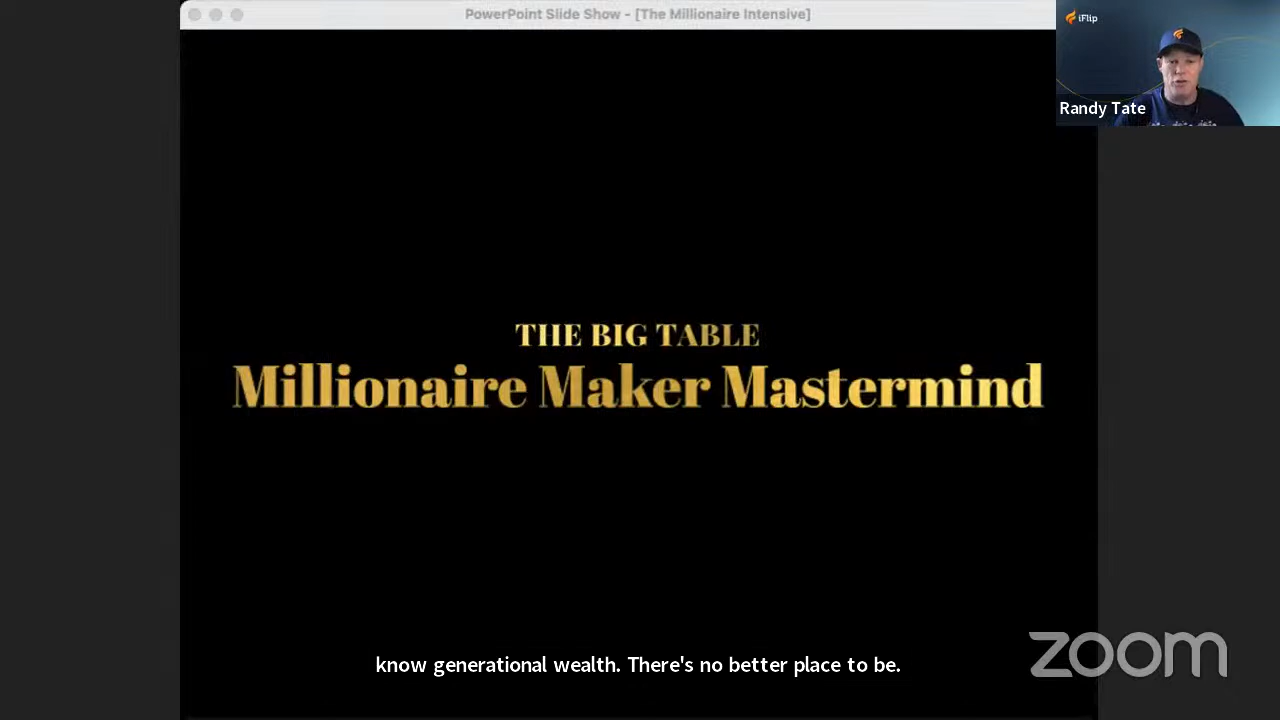 PowerPoint Slide Show - [The Millionaire Intensive]
iFlip
Randy Tate
THE BIG TABLE
Millionaire Maker Mastermind
know generational wealth. There's no better place to be.
zoom